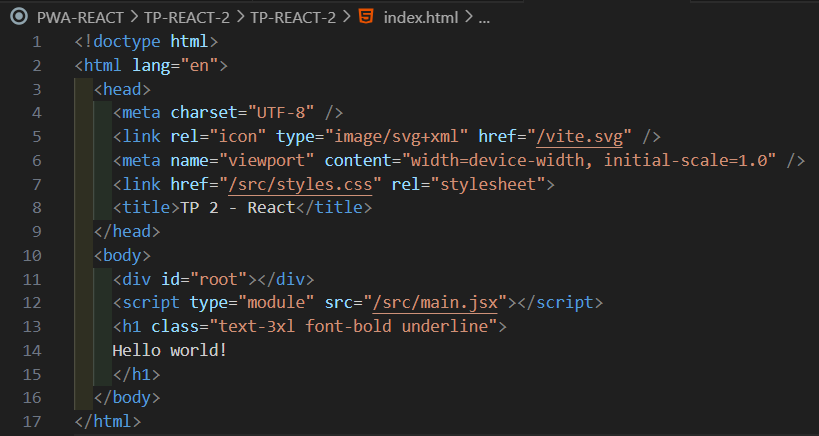 PWA-REACT > TP-REACT-2 > TP-REACT-2 > index.html > ...
1 <!doctype html>
2 <html lang="en">
3 <head>
4 <meta charset="UTF-8" />
5 <link rel="icon" type="image/svg+xml" href="/vite.svg" />
6 <meta name="viewport" content="width=device-width, initial-scale=1.0" />
7 <link href="/src/styles.css" rel="stylesheet">
8 <title>TP 2 - React</title>
9 </head>
10 <body>
11 <div id="root"></div>
12 <script type="module" src="/src/main.jsx"></script>
13 <h1 class="text-3xl font-bold underline">
14 Hello world!
15 </h1>
16 </body>
17 </html>